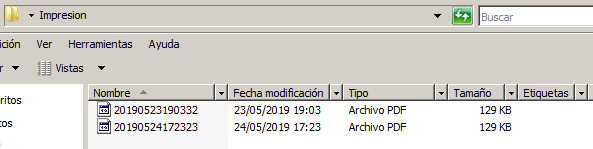 Impresion
Buscar
ición Ver Herramientas Ayuda
r Vistas
Nombre Fecha modificación Tipo Tamaño Etiquetas
ritos 20190523190332 23/05/2019 19:03 Archivo PDF 129 KB
tos 20190524172323 24/05/2019 17:23 Archivo PDF 129 KB